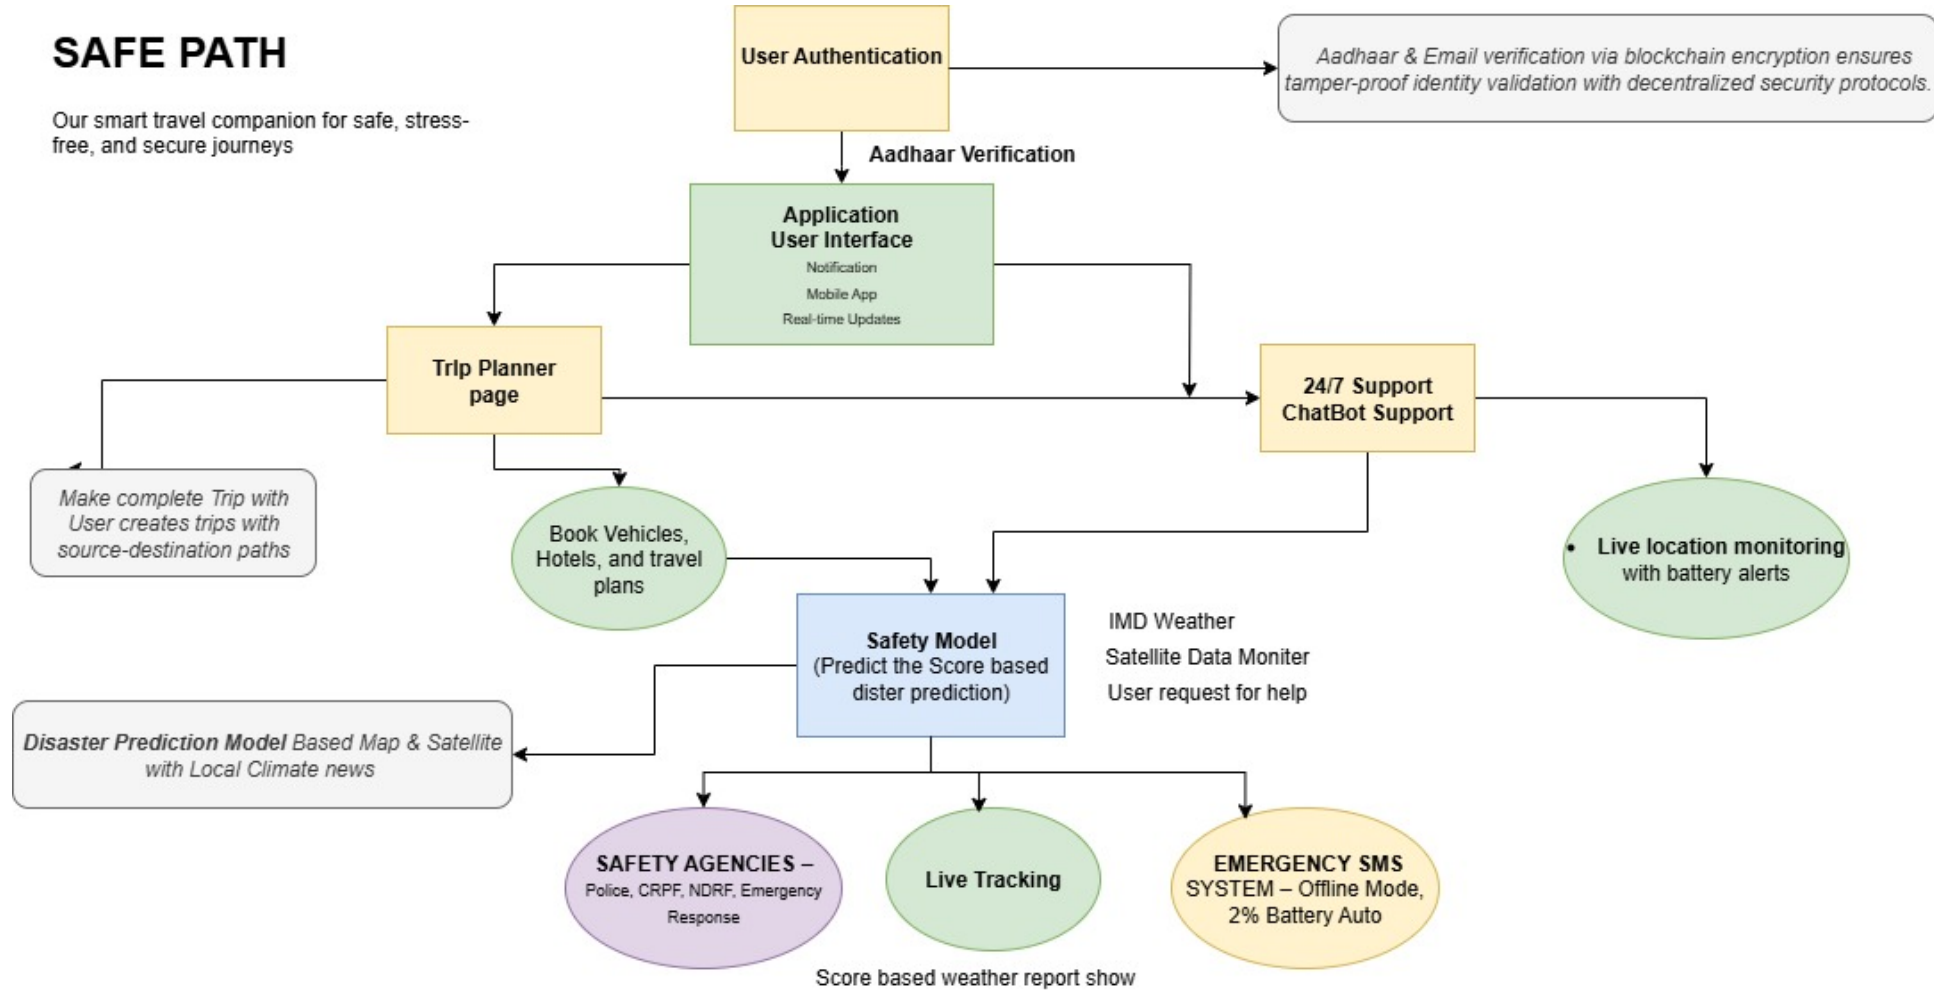 SAFE PATH
Our smart travel companion for safe, stress-
free, and secure journeys
User Authentication
Aadhaar & Email verification via blockchain encryption ensures
tamper-proof identity validation with decentralized security protocols.
Aadhaar Verification
Application
User Interface
Notification
Mobile App
Real-time Updates
TrIp Planner
page
24/7 Support
ChatBot Support
Make complete Trip with
User creates trips with
source-destination paths
Book Vehicles,
Hotels, and travel
plans
• Live location monitoring
with battery alerts
Safety Model
(Predict the Score based
dister prediction)
IMD Weather
Satellite Data Moniter
User request for help
Disaster Prediction Model Based Map & Satellite
with Local Climate news
SAFETY AGENCIES –
Police, CRPF, NDRF, Emergency
Response
Live Tracking
EMERGENCY SMS
SYSTEM – Offline Mode,
2% Battery Auto
Score based weather report show